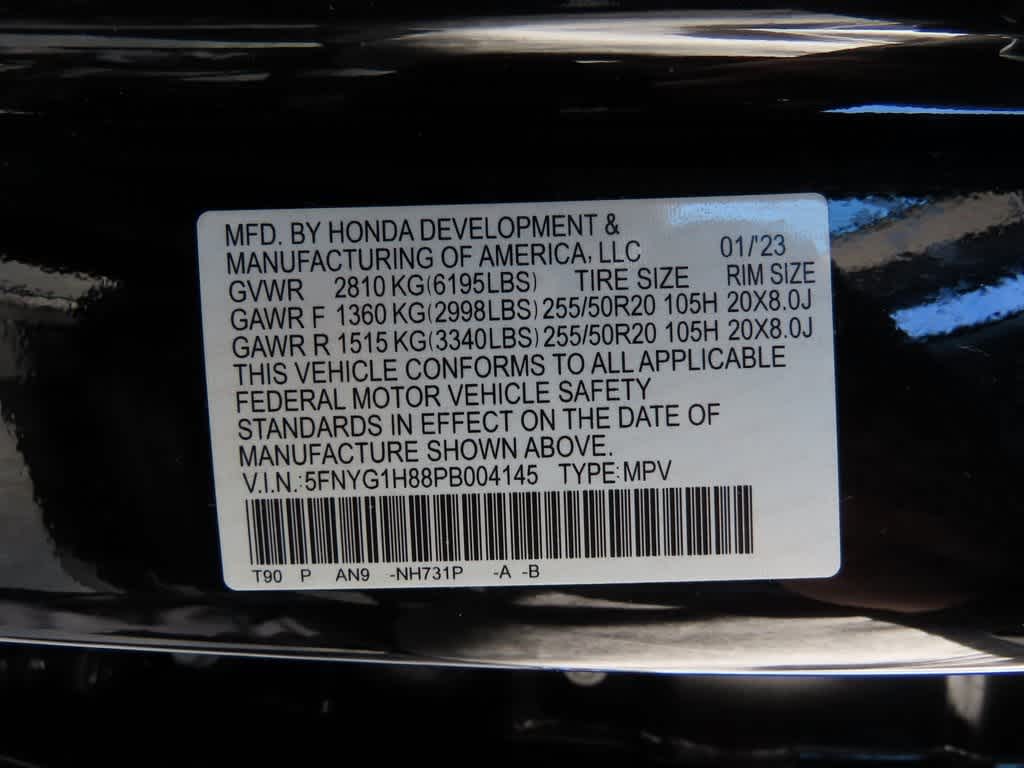 MFD. BY HONDA DEVELOPMENT &
MANUFACTURING OF AMERICA, LLC 01/'23
GVWR 2810 KG(6195LBS) TIRE SIZE RIM SIZE
GAWR F 1360 KG(2998LBS) 255/50R20 105H 20X8.0J
GAWR R 1515 KG(3340LBS) 255/50R20 105H 20X8.0J
THIS VEHICLE CONFORMS TO ALL APPLICABLE
FEDERAL MOTOR VEHICLE SAFETY
STANDARDS IN EFFECT ON THE DATE OF
MANUFACTURE SHOWN ABOVE.
V.I.N.:5FNYG1H88PB004145 TYPE:MPV
T90 P AN9 -NH731P -A -B